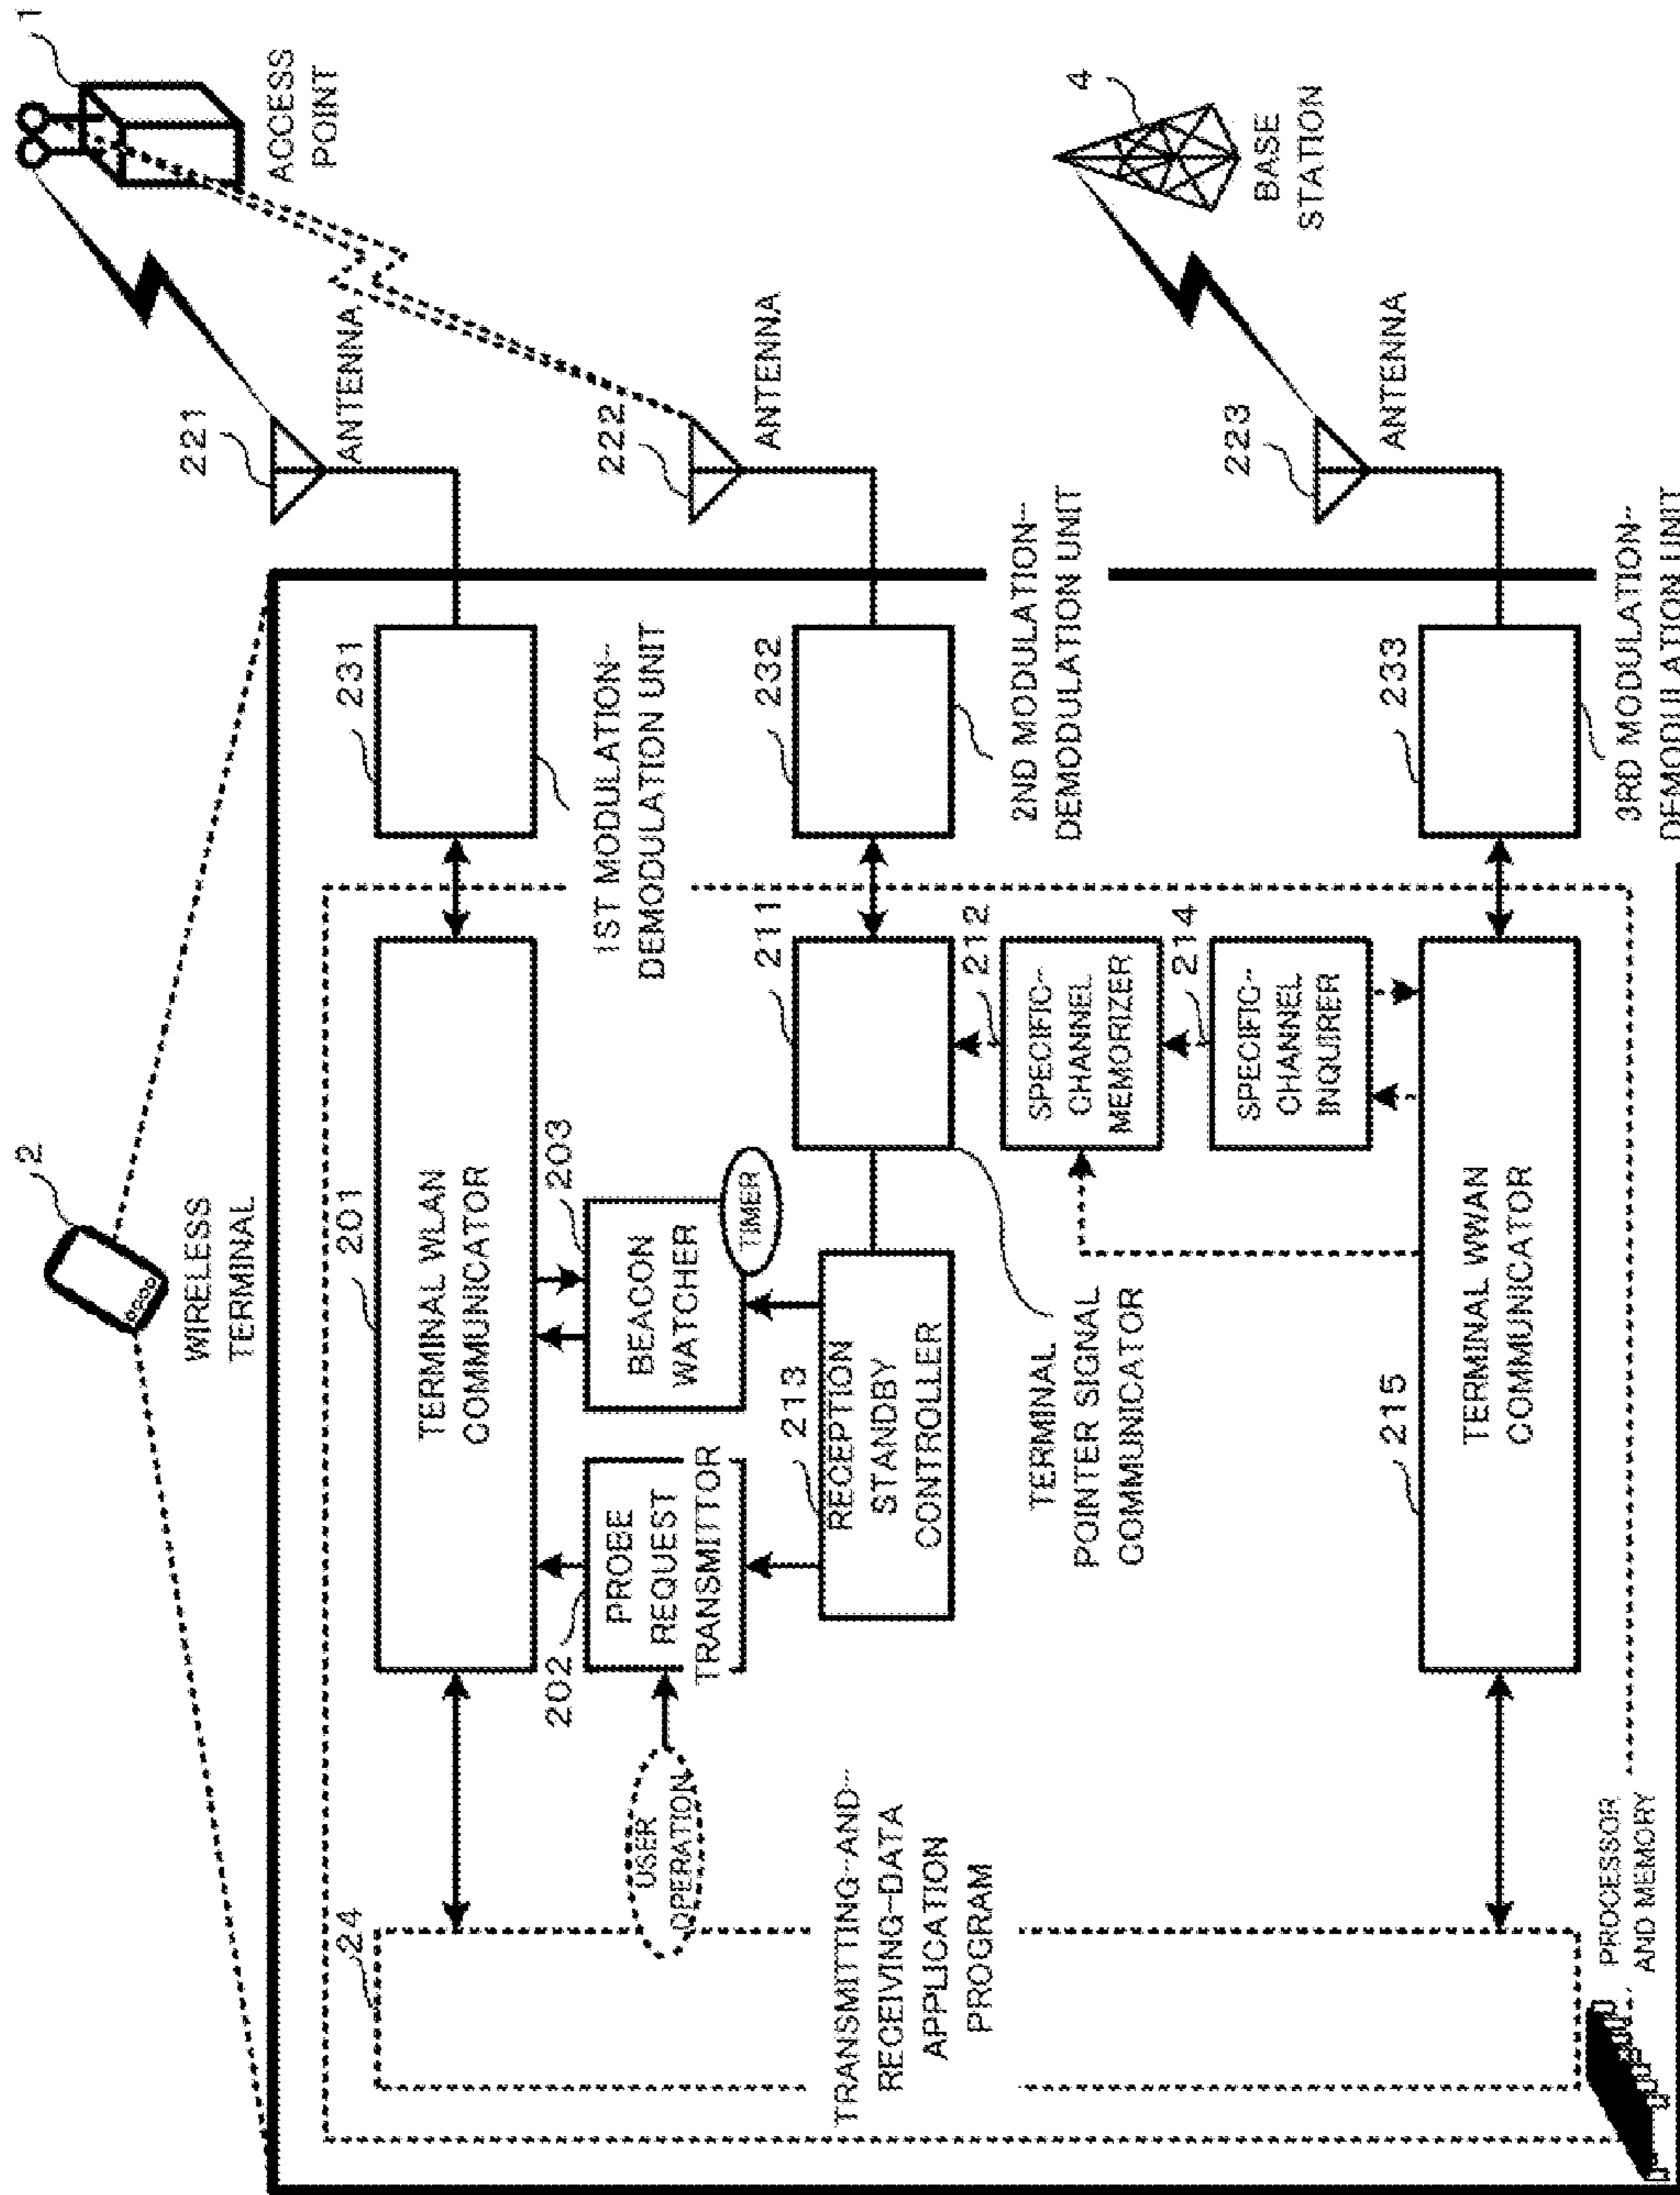 2
WIRELESS
TERMINAL
1
ACCESS
POINT
24
201
TERMINAL WLAN
COMMUNICATOR
231
1ST MODULATION-
DEMODULATION UNIT
221
ANTENNA
USER
OPERATION
202
PROBE
REQUEST
TRANSMITTOR
203
BEACON
WATCHER
TIMER
213
RECEPTION
STANDBY
CONTROLLER
211
232
2ND MODULATION-
DEMODULATION UNIT
222
ANTENNA
TRANSMITTING-AND-
RECEIVING-DATA
APPLICATION
PROGRAM
TERMINAL
POINTER SIGNAL
COMMUNICATOR
212
SPECIFIC-
CHANNEL
MEMORIZER
214
SPECIFIC-
CHANNEL
INQUIRER
4
BASE
STATION
215
TERMINAL WWAN
COMMUNICATOR
233
3RD MODULATION-
DEMODULATION UNIT
223
ANTENNA
PROCESSOR
AND MEMORY